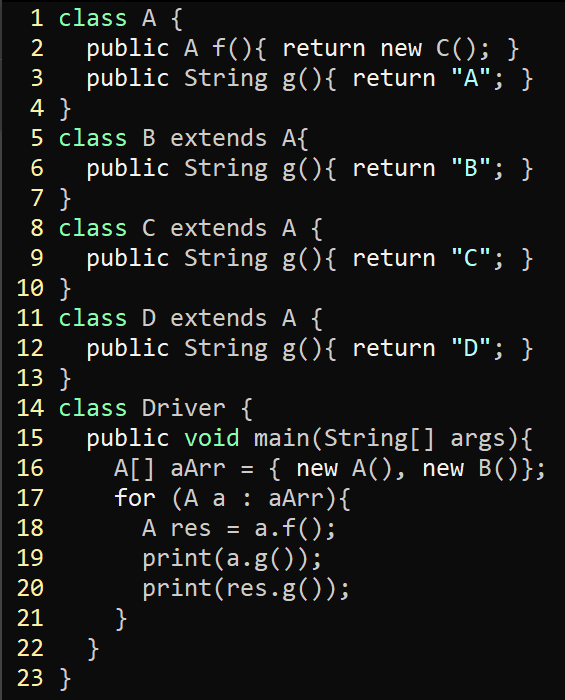 1 class A {
2   public A f(){ return new C(); }
3   public String g(){ return "A"; }
4 }
5 class B extends A{
6   public String g(){ return "B"; }
7 }
8 class C extends A {
9   public String g(){ return "C"; }
10 }
11 class D extends A {
12   public String g(){ return "D"; }
13 }
14 class Driver {
15   public void main(String[] args){
16     A[] aArr = { new A(), new B()};
17     for (A a : aArr){
18       A res = a.f();
19       print(a.g());
20       print(res.g());
21     }
22   }
23 }